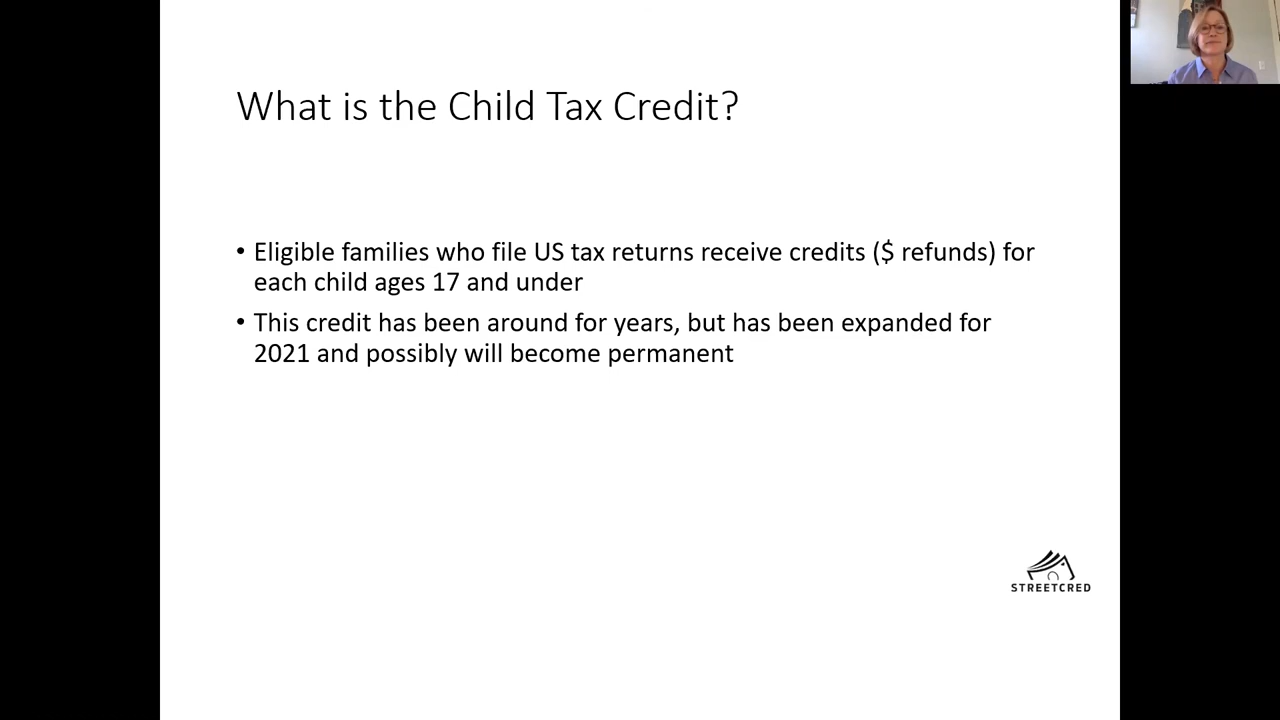 What is the Child Tax Credit?
• Eligible families who file US tax returns receive credits ($ refunds) for
each child ages 17 and under
• This credit has been around for years, but has been expanded for
2021 and possibly will become permanent
STREETCRED